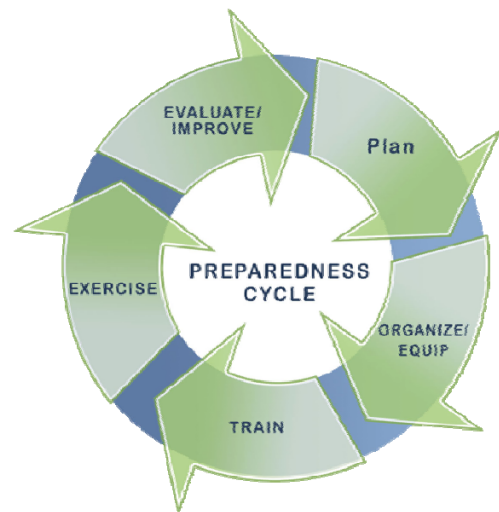 EVALUATE/
IMPROVE
Plan
PREPAREDNESS
CYCLE
EXERCISE
ORGANIZE/
EQUIP
TRAIN